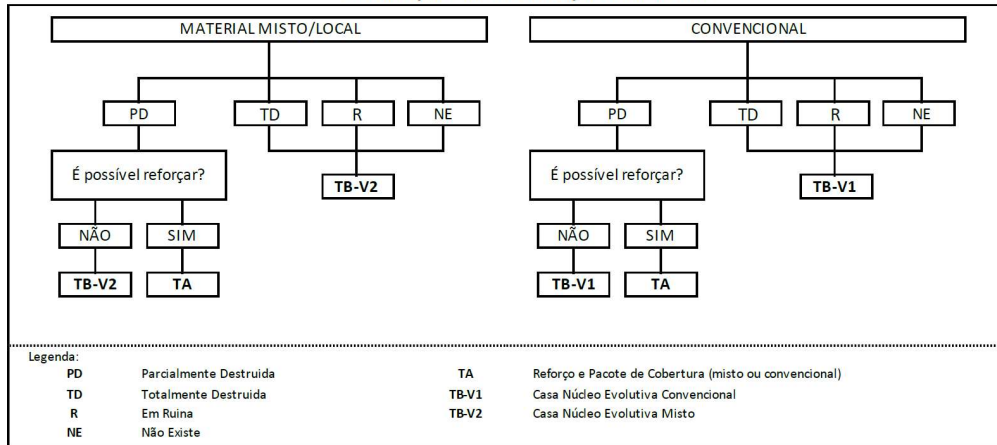 MATERIAL MISTO/LOCAL
CONVENCIONAL
PD TD R NE
PD TD R NE
É possível reforçar?
TB-V2
É possível reforçar?
TB-V1
NÃO SIM
NÃO SIM
TB-V2 TA
TB-V1 TA
Legenda:
PD Parcialmente Destruida
TD Totalmente Destruida
R Em Ruina
NE Não Existe
TA Reforço e Pacote de Cobertura (misto ou convencional)
TB-V1 Casa Núcleo Evolutiva Convencional
TB-V2 Casa Núcleo Evolutiva Misto